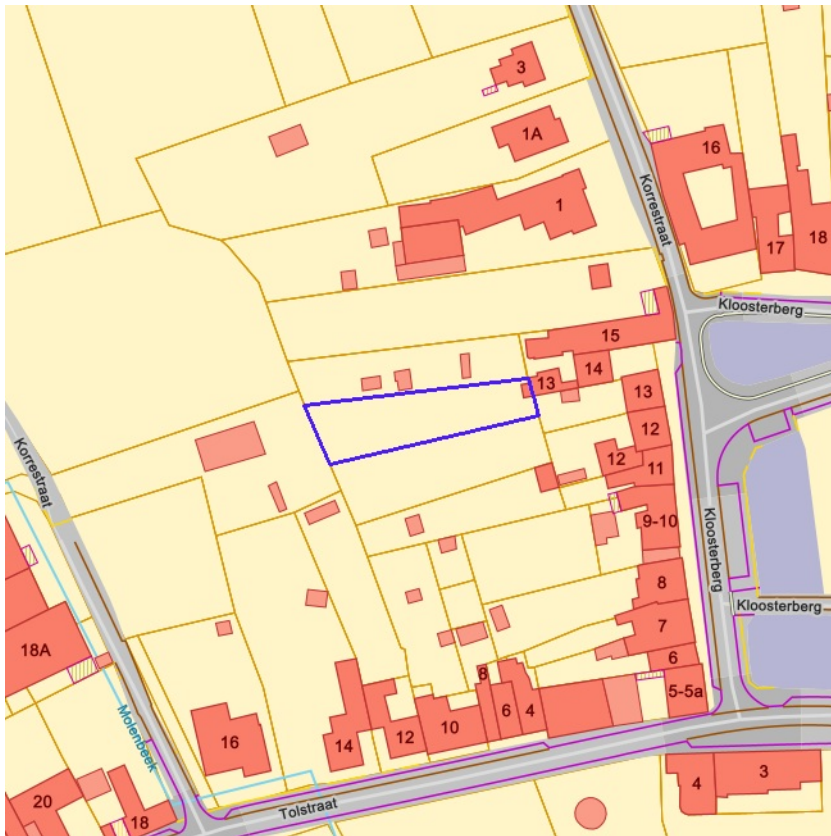 3
1A
16
Korrestraat
1
17
18
Kloosterberg
15
14
13
13
12
12
11
Korrestraat
9-10
Kloosterberg
8
Kloosterberg
7
18A
6
8
5-5a
Molenbeek
6
4
10
12
14
16
3
4
20
18
Tolstraat